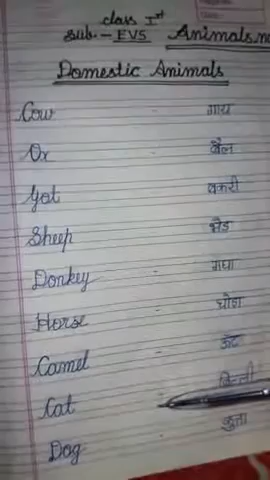 class Ist
Sub.- EVS Animals
Domestic Animals
Cow - गाय
Ox - बैल
Got - बकरी
Sheep - भेड
Donkey - गधा
Horse - घोडा
Camel - ऊँट
Cat - बिल्ली
Dog - कुत्ता